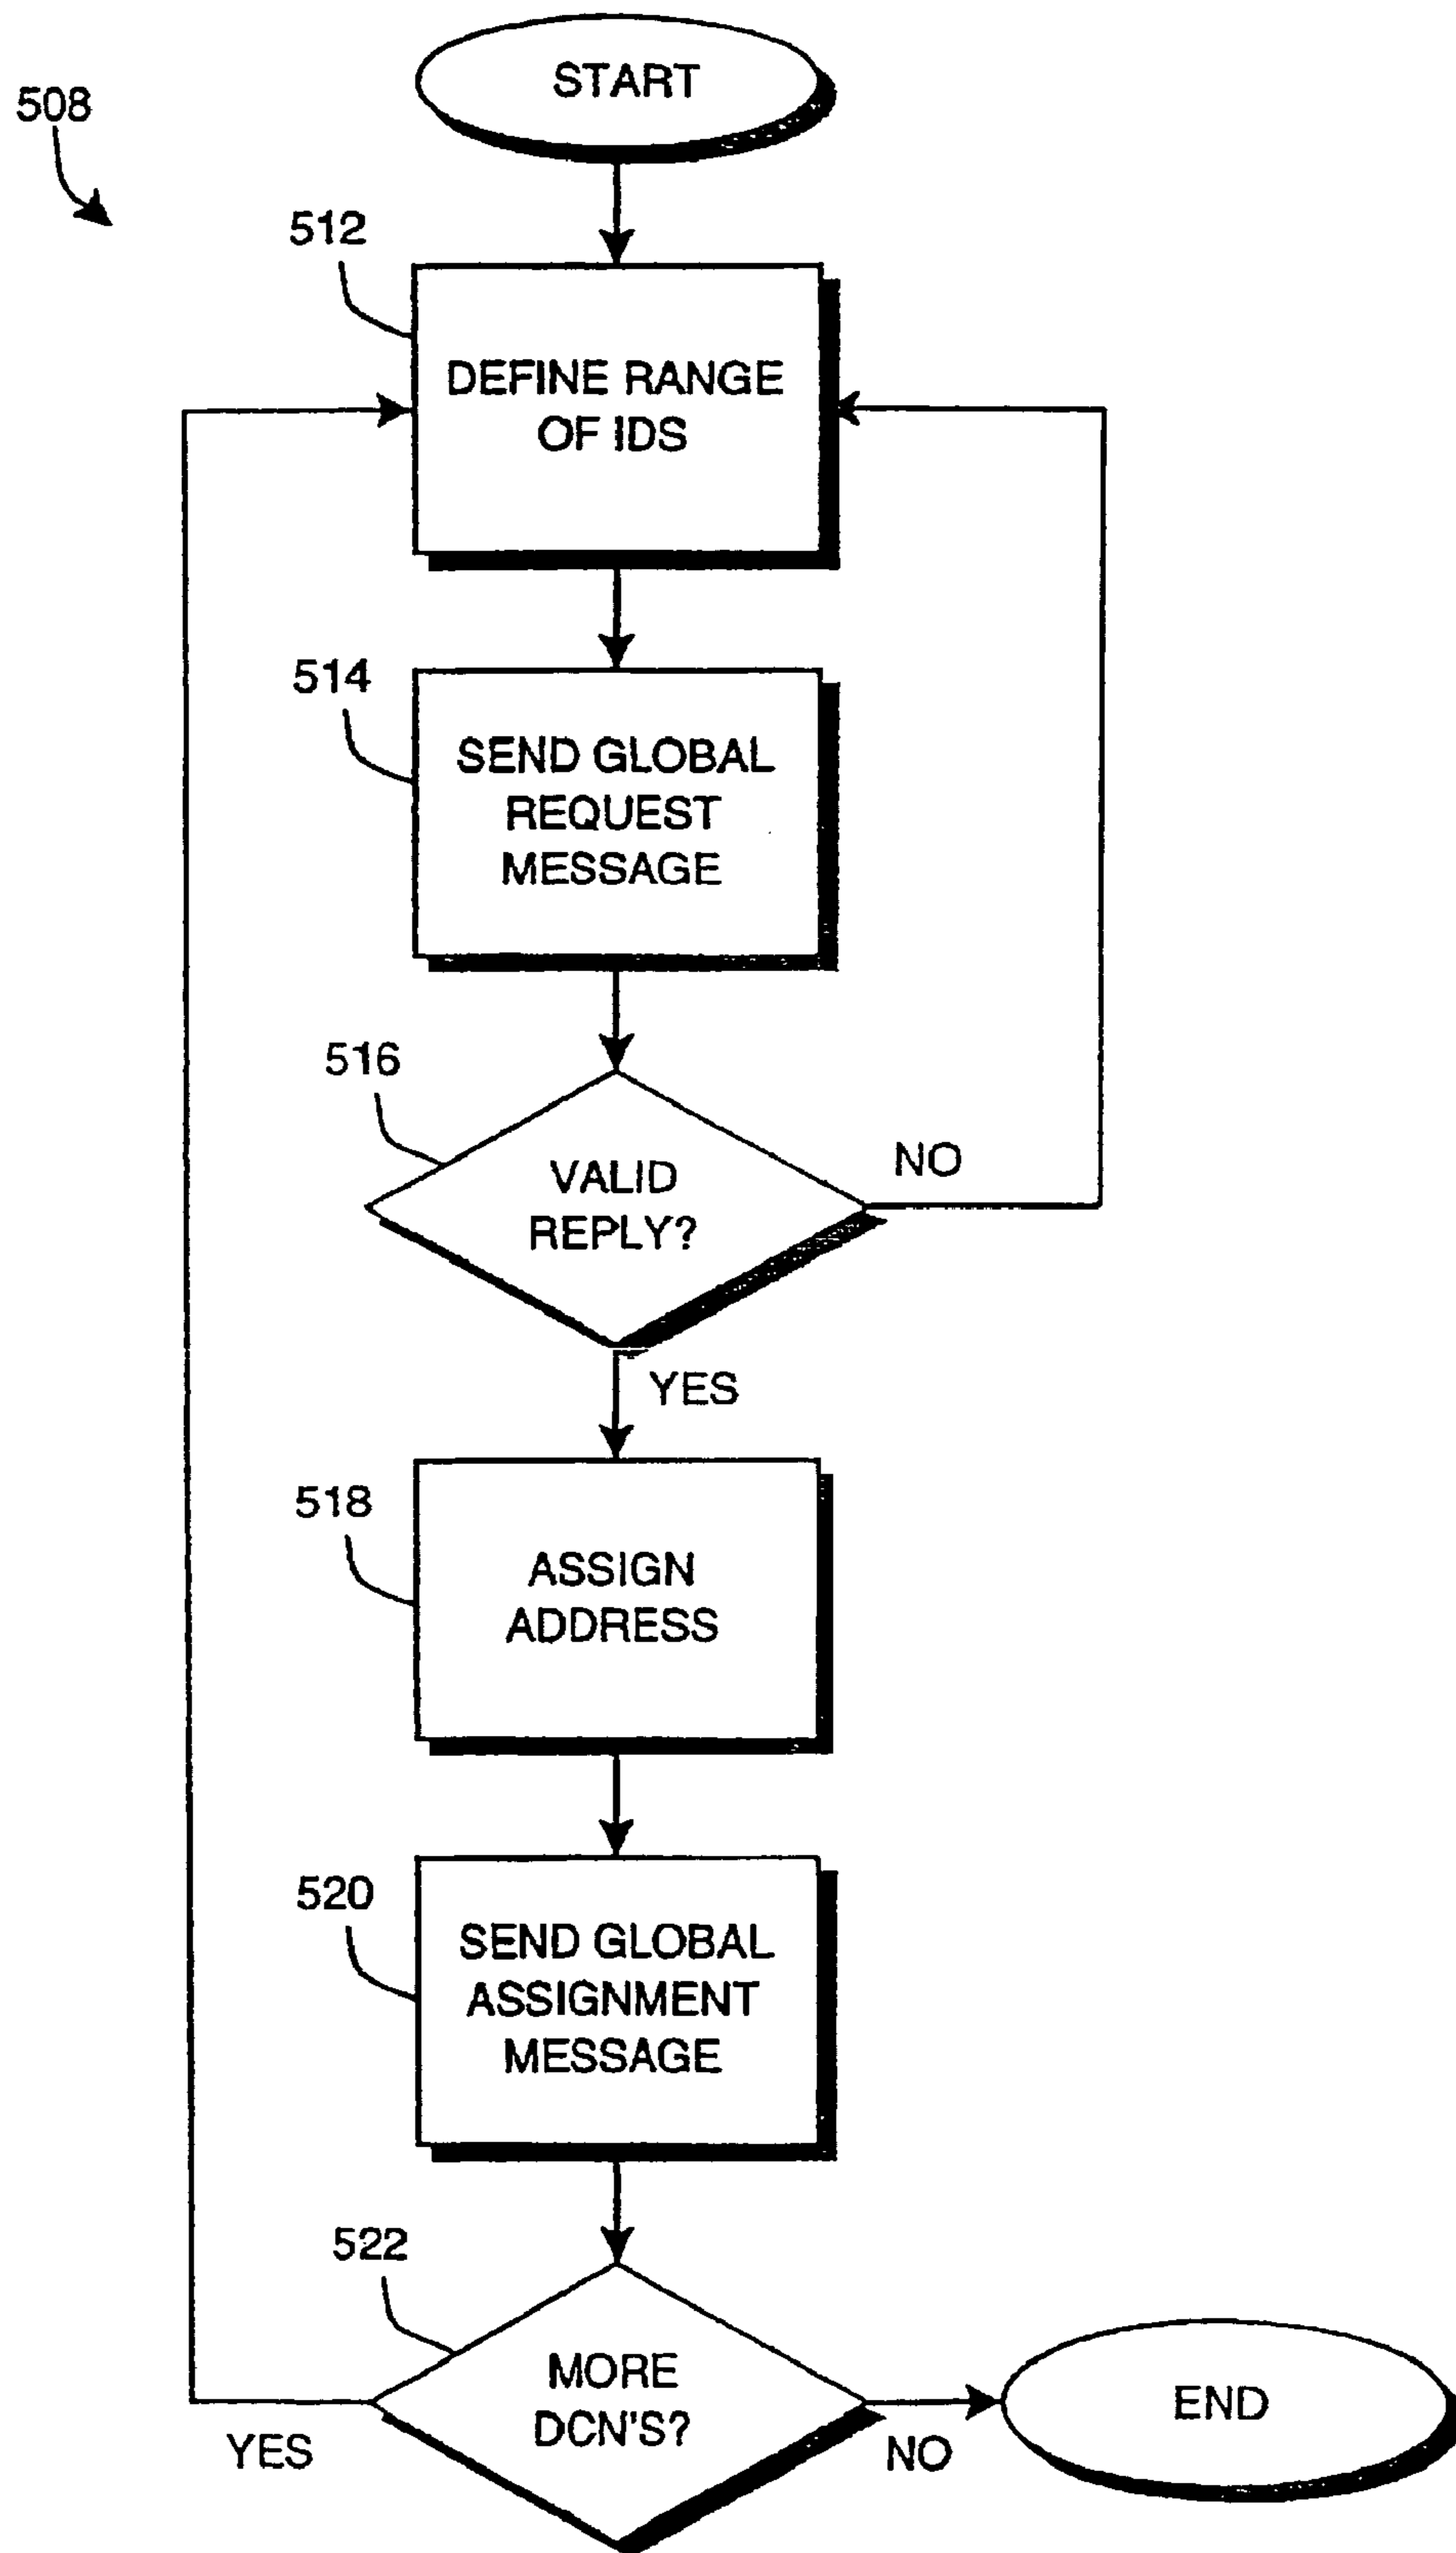 START
508
512
DEFINE RANGE
OF IDS
514
SEND GLOBAL
REQUEST
MESSAGE
516
VALID
REPLY?
NO
YES
518
ASSIGN
ADDRESS
520
SEND GLOBAL
ASSIGNMENT
MESSAGE
522
MORE
DCN'S?
YES
NO
END